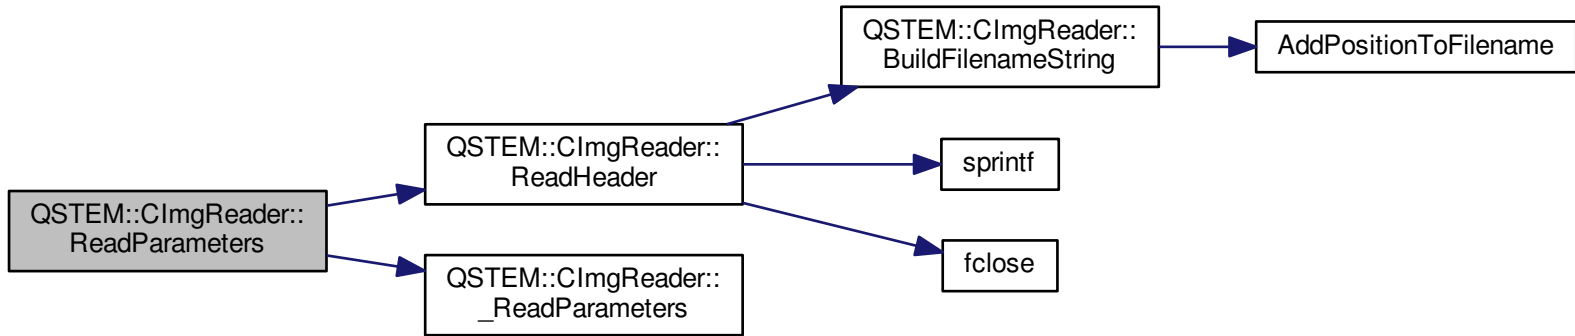 QSTEM::CImgReader::
ReadParameters
QSTEM::CImgReader::
ReadHeader
QSTEM::CImgReader::
_ReadParameters
QSTEM::CImgReader::
BuildFilenameString
sprintf
fclose
AddPositionToFilename